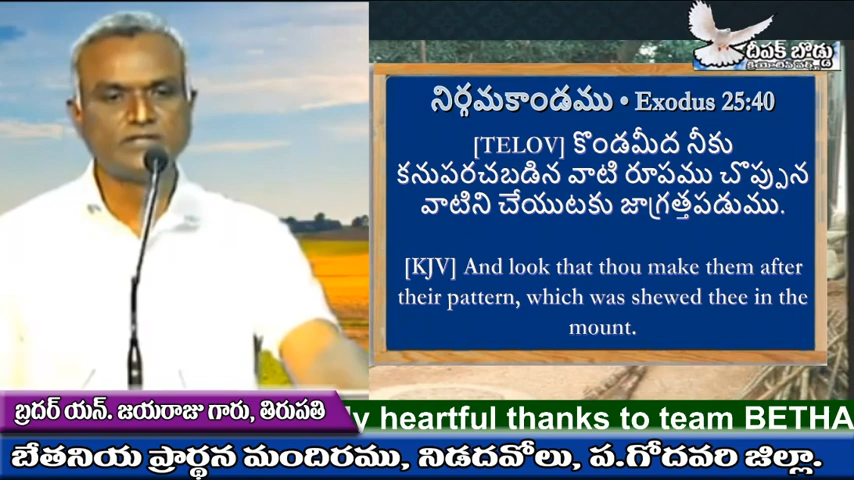 దీపక్ బొడ్డు
క్రియేటివ్ వర్క్స్
నిర్గమకాండము • Exodus 25:40
[TELOV] కొండమీద నీకు
కనుపరచబడిన వాటి రూపము చొప్పున
వాటిని చేయుటకు జాగ్రత్తపడుము.
[KJV] And look that thou make them after
their pattern, which was shewed thee in the
mount.
బ్రదర్ యన్. జయరాజు గారు, తిరుపతి
y heartful thanks to team BETHA
బేతనియ ప్రార్థన మందిరము, నిడదవోలు, ప.గోదవరి జిల్లా.